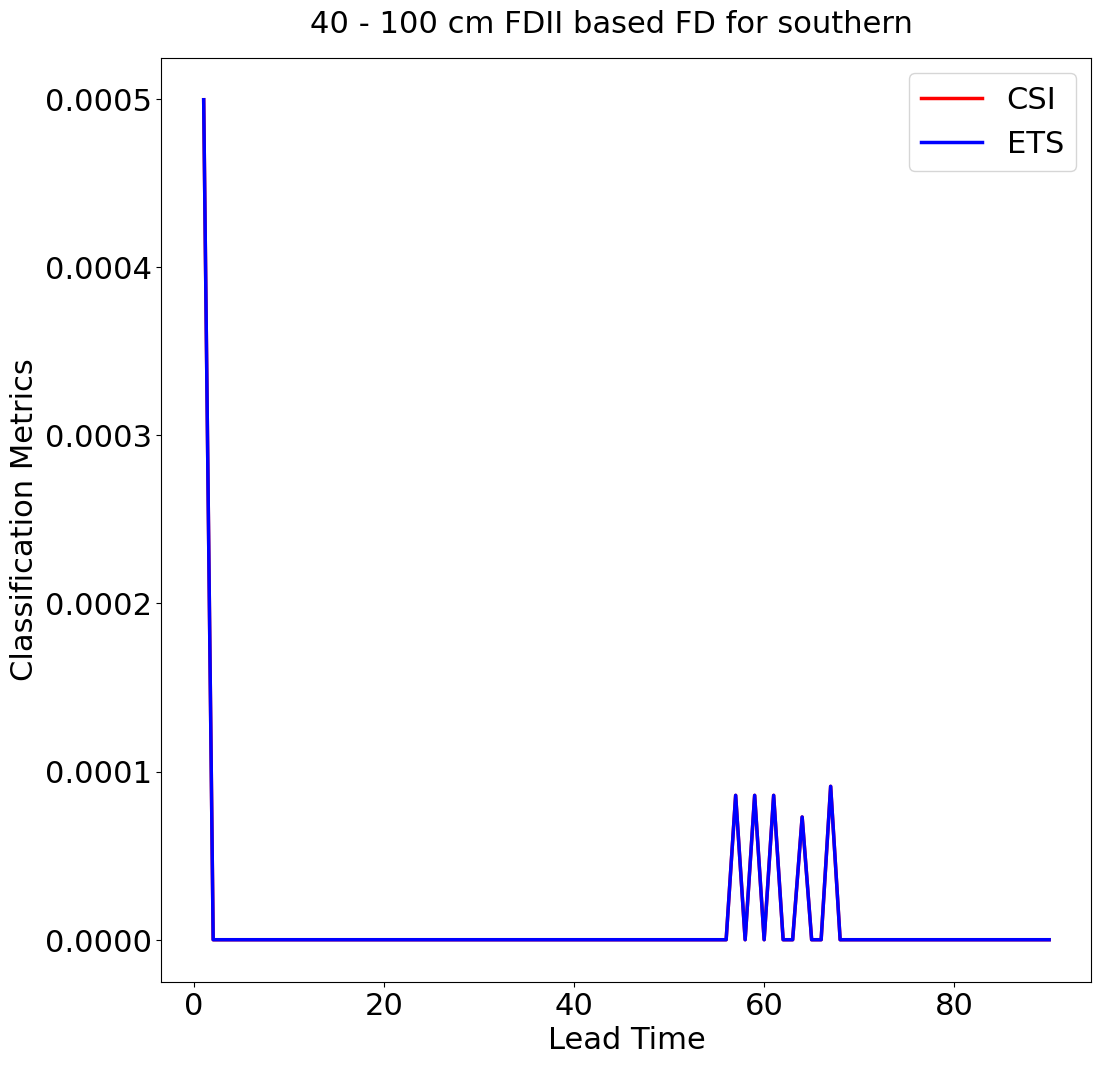 40 - 100 cm FDII based FD for southern
CSI
ETS
Classification Metrics
0.0005
0.0004
0.0003
0.0002
0.0001
0.0000
0 20 40 60 80
Lead Time